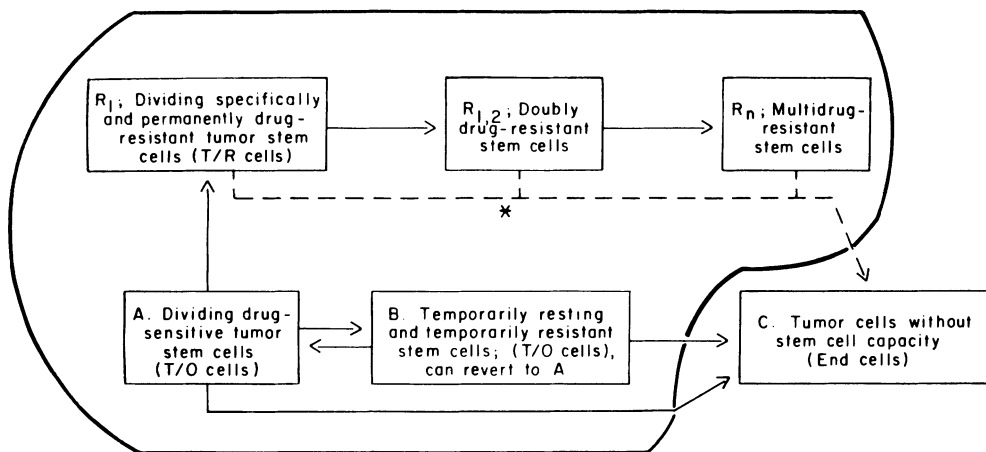 R1; Dividing specifically
and permanently drug-
resistant tumor stem
cells (T/R cells)
R1,2; Doubly
drug-resistant
stem cells
Rn; Multidrug-
resistant
stem cells
*
A. Dividing drug-
sensitive tumor
stem cells
(T/O cells)
B. Temporarily resting
and temporarily resistant
stem cells; (T/O cells),
can revert to A
C. Tumor cells without
stem cell capacity
(End cells)